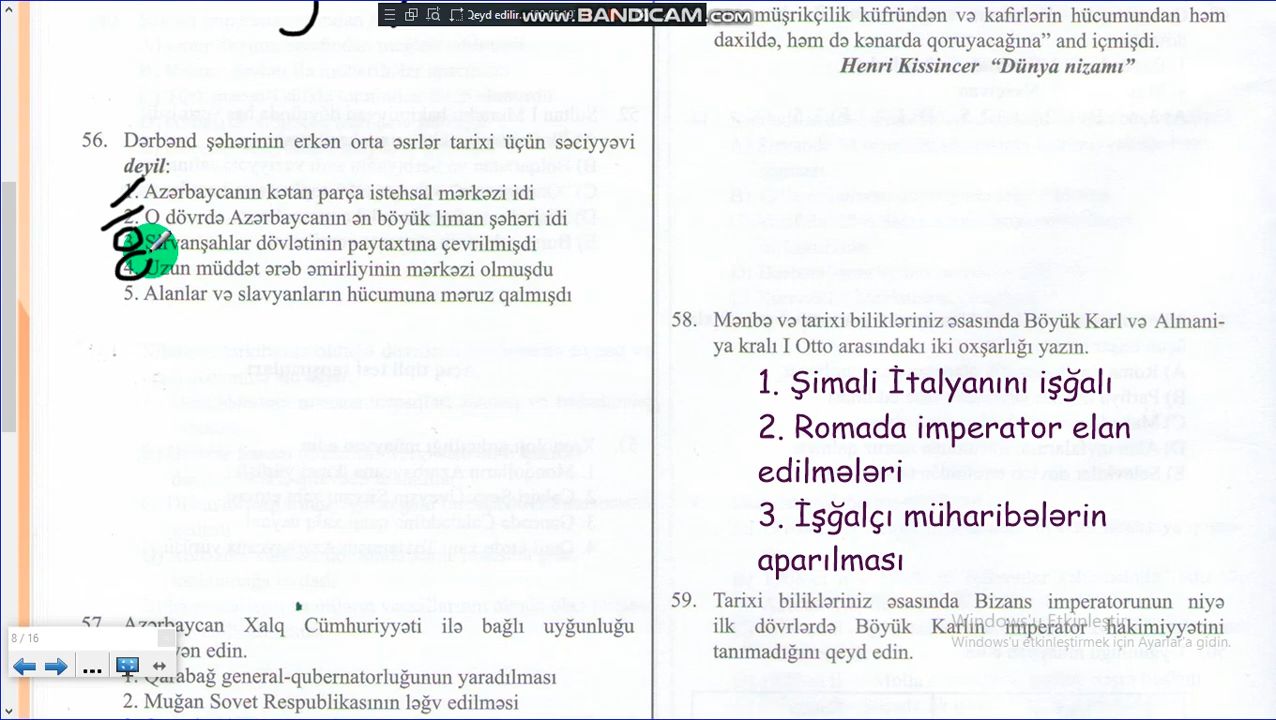 Qeyd edilir
www.BANDICAM.com
56. Dərbənd şəhərinin erkən orta əsrlər tarixi üçün səciyyəvi
deyil:
1. Azərbaycanın kətan parça istehsal mərkəzi idi
2. O dövrdə Azərbaycanın ən böyük liman şəhəri idi
3. Şirvanşahlar dövlətinin paytaxtına çevrilmişdi
4. Uzun müddət ərəb əmirliyinin mərkəzi olmuşdu
5. Alanlar və slavyanların hücumuna məruz qalmışdı
57. Azərbaycan Xalq Cümhuriyyəti ilə bağlı uyğunluğu
edin.
1. Qarabağ general-qubernatorluğunun yaradılması
2. Muğan Sovet Respublikasının ləğv edilməsi
8 / 16
müşrikçilik küfründən və kafirlərin hücumundan həm
daxildə, həm də kənarda qoruyacağına” and içmişdi.
Henri Kissincer “Dünya nizamı”
58. Mənbə və tarixi bilikləriniz əsasında Böyük Karl və Almani-
ya kralı I Otto arasındakı iki oxşarlığı yazın.
1. Şimali İtalyanını işğalı
2. Romada imperator elan
edilmələri
3. İşğalçı müharibələrin
aparılması
59. Tarixi bilikləriniz əsasında Bizans imperatorunun niyə
ilk dövrlərdə Böyük Karlın imperator hakimiyyətini
tanımadığını qeyd edin.
Windows'u Etkinleştir
Windows'u etkinleştirmek için Ayarlar'a gidin.